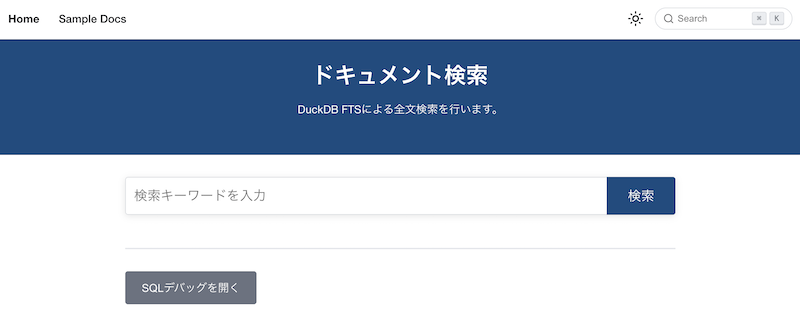 Home Sample Docs Search ⌘ K
ドキュメント検索
DuckDB FTSによる全文検索を行います。
検索キーワードを入力 検索
SQLデバッグを開く